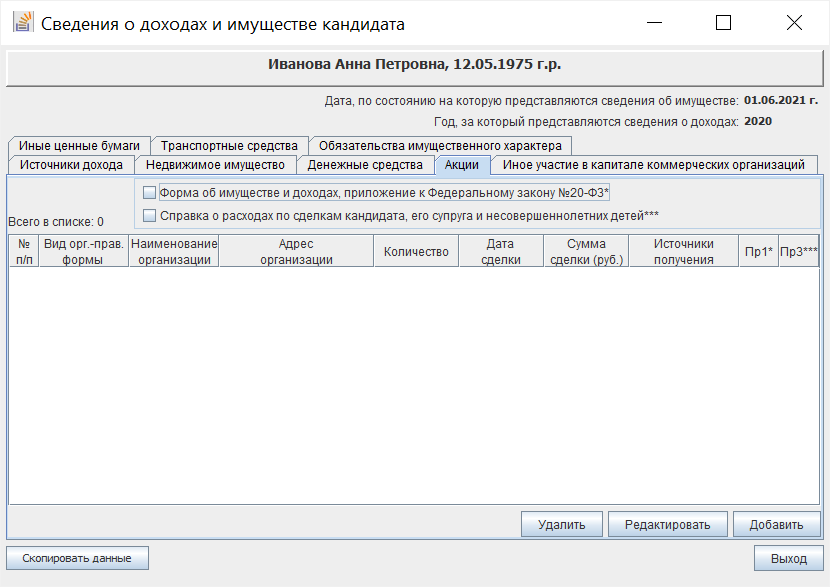 Сведения о доходах и имуществе кандидата
Иванова Анна Петровна, 12.05.1975 г.р.
Дата, по состоянию на которую представляются сведения об имуществе: 01.06.2021 г.
Год, за который представляются сведения о доходах: 2020
Иные ценные бумаги Транспортные средства Обязательства имущественного характера
Источники дохода Недвижимое имущество Денежные средства Акции Иное участие в капитале коммерческих организаций
Форма об имуществе и доходах, приложение к Федеральному закону №20-ФЗ*
Справка о расходах по сделкам кандидата, его супруга и несовершеннолетних детей***
Всего в списке: 0
№ Вид орг.-прав. Наименование Адрес Количество Дата Сумма Источники Пр1* Пр3***
п/п формы организации организации сделки сделки (руб.) получения
Удалить Редактировать Добавить
Скопировать данные Выход